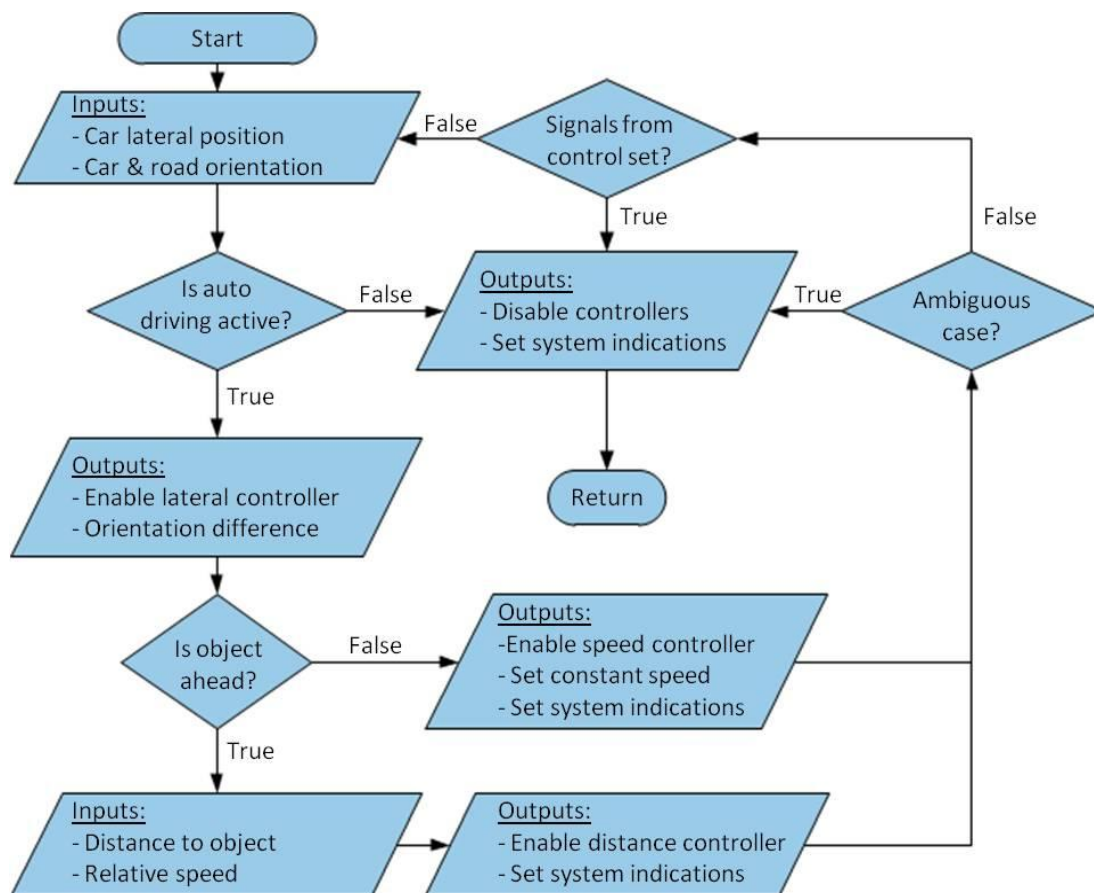 Start
Inputs:
- Car lateral position
- Car & road orientation
False
Signals from
control set?
True
False
Is auto
driving active?
False
Outputs:
- Disable controllers
- Set system indications
True
Ambiguous
case?
True
Outputs:
- Enable lateral controller
- Orientation difference
Return
Is object
ahead?
False
Outputs:
-Enable speed controller
- Set constant speed
- Set system indications
True
Inputs:
- Distance to object
- Relative speed
Outputs:
- Enable distance controller
- Set system indications